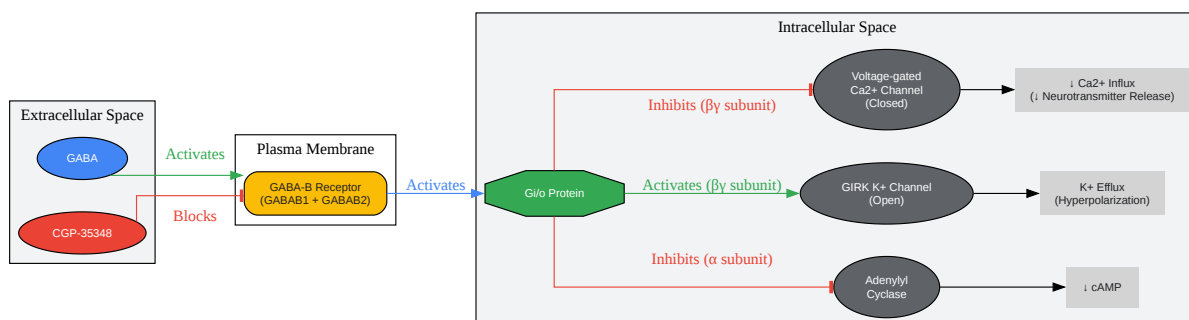 Intracellular Space
Voltage-gated
Ca2+ Channel
(Closed)
↓ Ca2+ Influx
(↓ Neurotransmitter Release)
Inhibits (βγ subunit)
Extracellular Space
GABA
Activates
Plasma Membrane
GABA-B Receptor
(GABAB1 + GABAB2)
Activates
Gi/o Protein
Activates (βγ subunit)
GIRK K+ Channel
(Open)
K+ Efflux
(Hyperpolarization)
Blocks
CGP-35348
Inhibits (α subunit)
Adenylyl
Cyclase
↓ cAMP